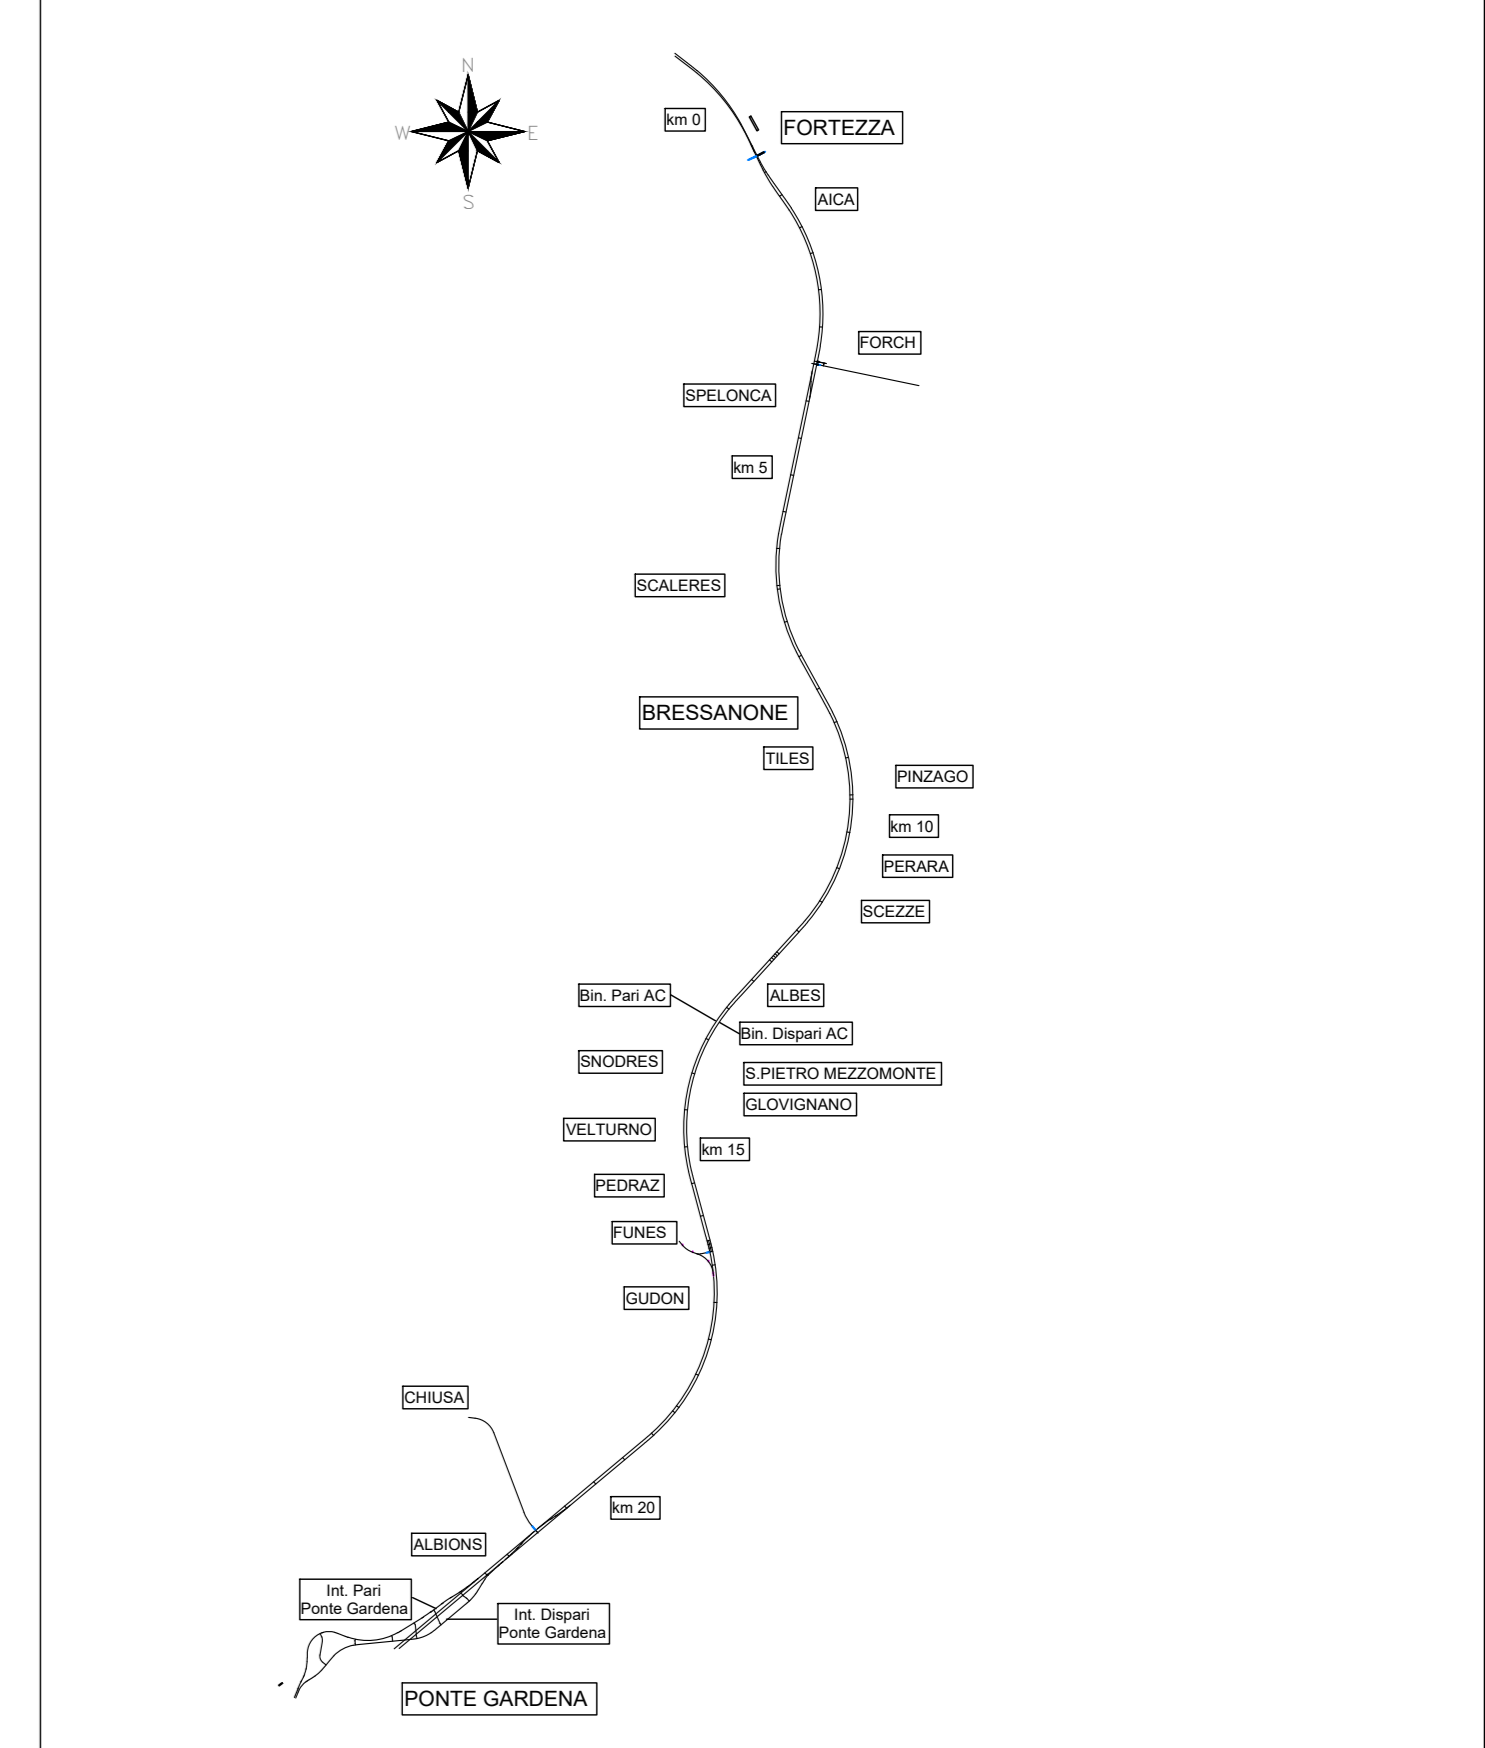 N
W
E
S
km 0
FORTEZZA
AICA
FORCH
SPELONCA
km 5
SCALERES
BRESSANONE
TILES
PINZAGO
km 10
PERARA
SCEZZE
Bin. Pari AC
ALBES
Bin. Dispari AC
SNODRES
S.PIETRO MEZZOMONTE
GLOVIGNANO
VELTURNO
km 15
PEDRAZ
FUNES
GUDON
CHIUSA
km 20
ALBIONS
Int. Pari
Ponte Gardena
Int. Dispari
Ponte Gardena
PONTE GARDENA